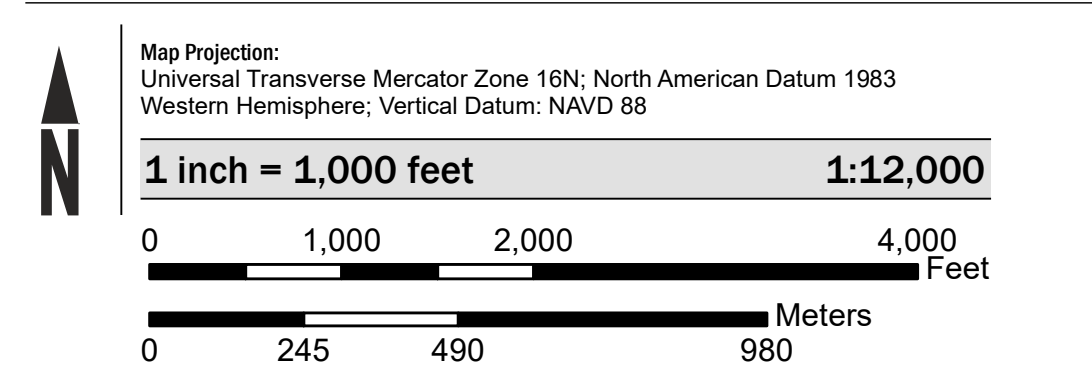 N
Map Projection:
Universal Transverse Mercator Zone 16N; North American Datum 1983
Western Hemisphere; Vertical Datum: NAVD 88
1 inch = 1,000 feet 1:12,000
0 1,000 2,000 4,000
Feet
Meters
0 245 490 980